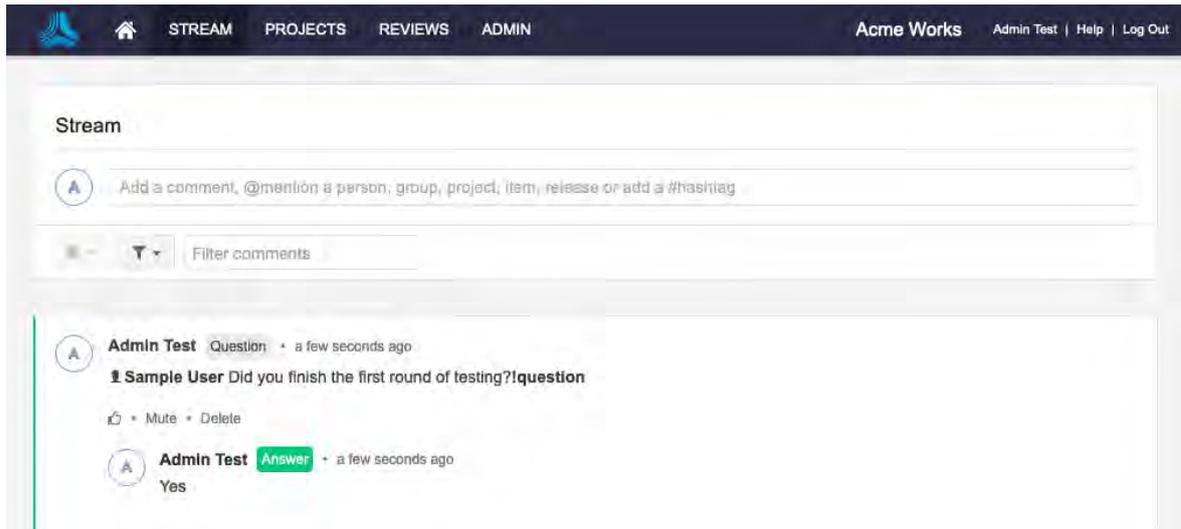 STREAM PROJECTS REVIEWS ADMIN Acme Works Admin Test | Help | Log Out
Stream
A Add a comment, @mention a person, group, project, item, release or add a #hashtag
Filter comments
A Admin Test Question • a few seconds ago
Sample User Did you finish the first round of testing?!question
• Mute • Delete
A Admin Test Answer • a few seconds ago
Yes